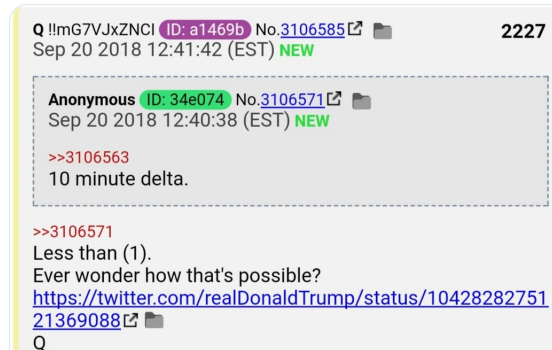 Q !!mG7VJxZNCI ID: a1469b No.3106585 2227
Sep 20 2018 12:41:42 (EST) NEW
Anonymous ID: 34e074 No.3106571
Sep 20 2018 12:40:38 (EST) NEW
>>3106563
10 minute delta.
>>3106571
Less than (1).
Ever wonder how that's possible?
https://twitter.com/realDonaldTrump/status/10428282751
21369088
Q